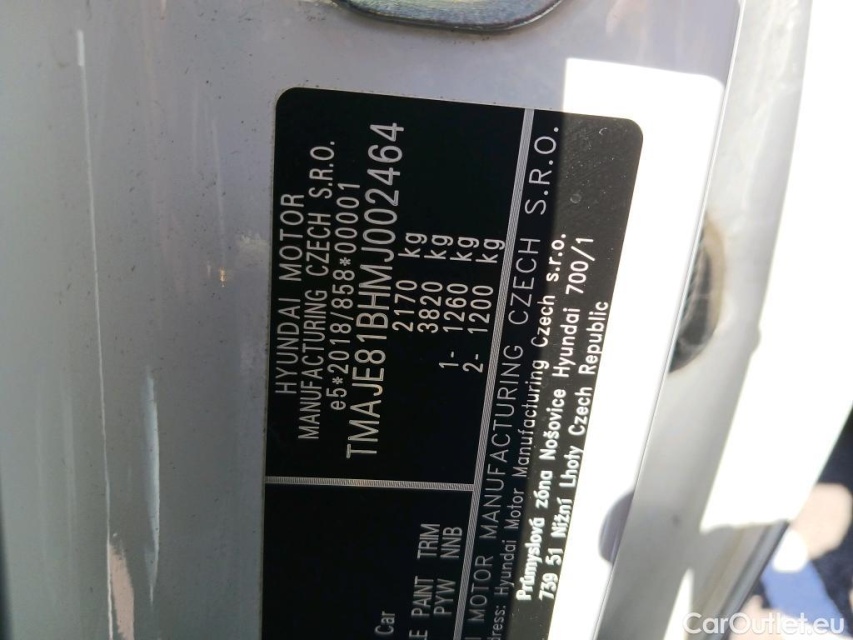 HYUNDAI MOTOR
MANUFACTURING CZECH S.R.O.
e5*2018/858*00001
TMAJE81BHMJ002464
2170 kg
3820 kg
1- 1260 kg
2- 1200 kg
Car
PAINT TRIM
PYW NNB
MOTOR MANUFACTURING CZECH S.R.O.
Hyundai Motor Manufacturing Czech s.r.o.
Průmyslová zóna Nošovice Hyundai 700/1
739 51 Nižní Lhoty Czech Republic
CarOutlet.eu